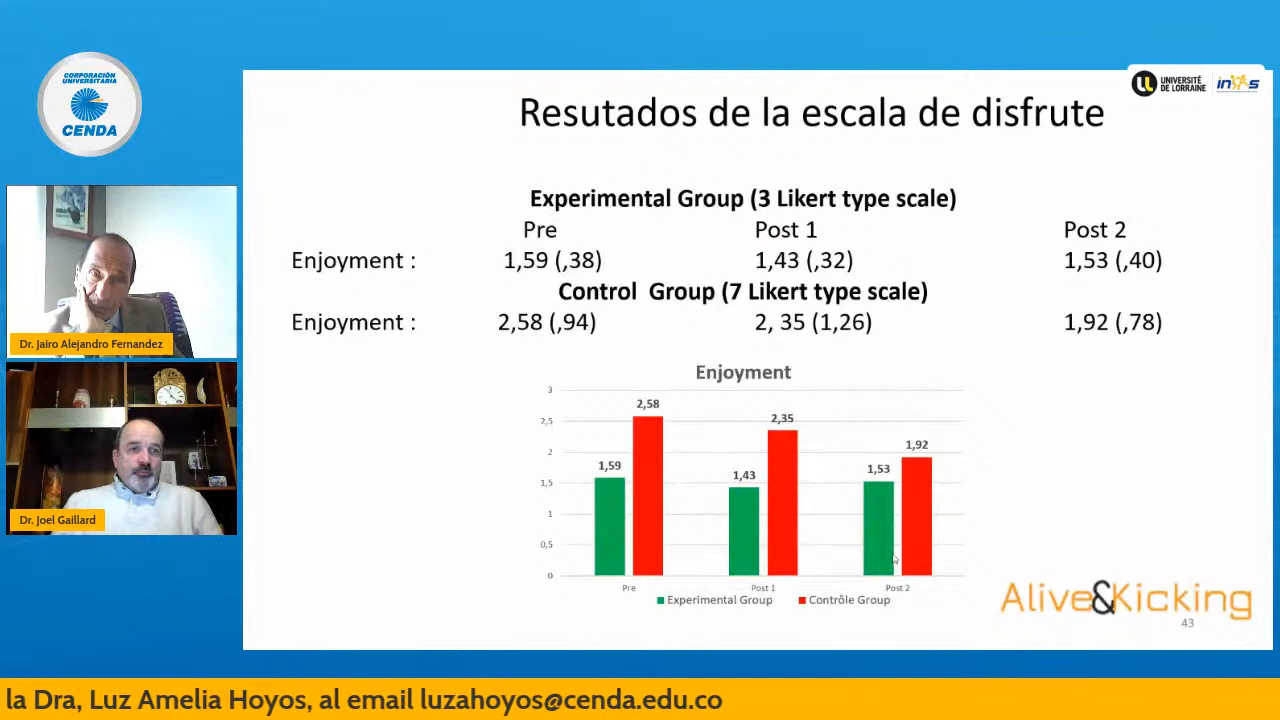 CORPORACIÓN
UNIVERSITARIA
CENDA
UNIVERSITÉ
DE LORRAINE
Resutados de la escala de disfrute
Experimental Group (3 Likert type scale)
Pre Post 1 Post 2
Enjoyment : 1,59 (,38) 1,43 (,32) 1,53 (,40)
Control Group (7 Likert type scale)
Enjoyment : 2,58 (,94) 2, 35 (1,26) 1,92 (,78)
Enjoyment
3
2,5
2
1,5
1
0,5
0
1,59 2,58 1,43 2,35 1,53 1,92
Pre Post 1 Post 2
Experimental Group Contrôle Group
Alive&Kicking
43
Dr. Jairo Alejandro Fernandez
Dr. Joel Gaillard
la Dra, Luz Amelia Hoyos, al email luzahoyos@cenda.edu.co